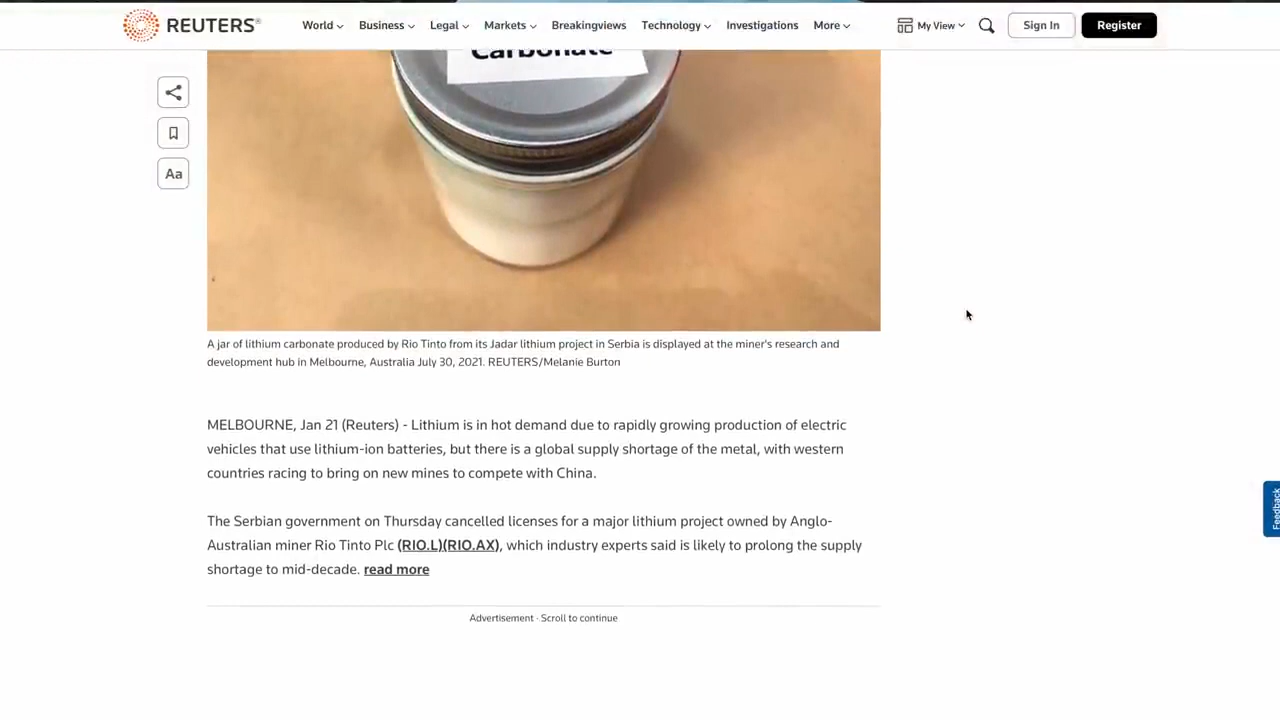 REUTERS®
World
Business
Legal
Markets
Breakingviews
Technology
Investigations
More
My View
Sign In
Register
Carbonate
Aa
A jar of lithium carbonate produced by Rio Tinto from its Jadar lithium project in Serbia is displayed at the miner's research and
development hub in Melbourne, Australia July 30, 2021. REUTERS/Melanie Burton
MELBOURNE, Jan 21 (Reuters) - Lithium is in hot demand due to rapidly growing production of electric
vehicles that use lithium-ion batteries, but there is a global supply shortage of the metal, with western
countries racing to bring on new mines to compete with China.
Feedback
The Serbian government on Thursday cancelled licenses for a major lithium project owned by Anglo-
Australian miner Rio Tinto Plc (RIO.L)(RIO.AX), which industry experts said is likely to prolong the supply
shortage to mid-decade. read more
Advertisement · Scroll to continue